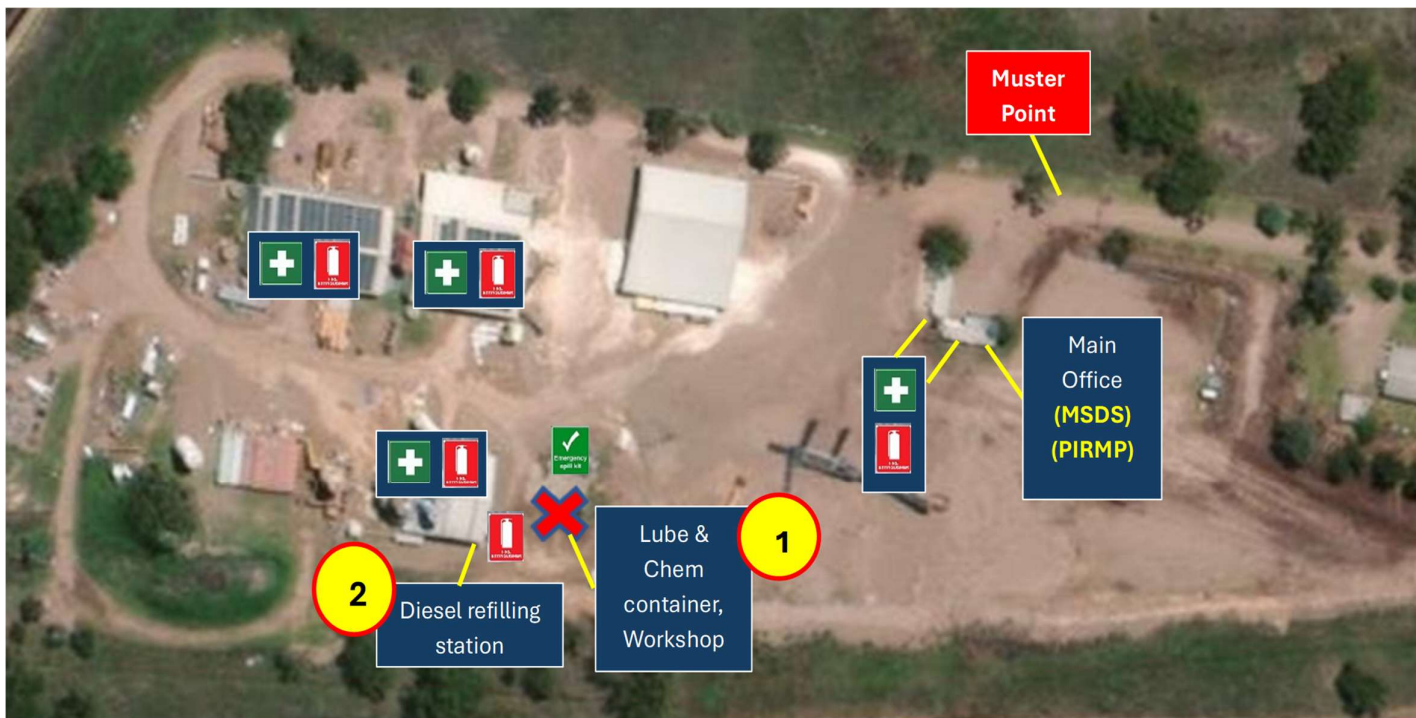 Muster
Point
Main
Office
(MSDS)
(PIRMP)
Emergency
spill kit
1
Lube &
Chem
container,
Workshop
2
Diesel refilling
station